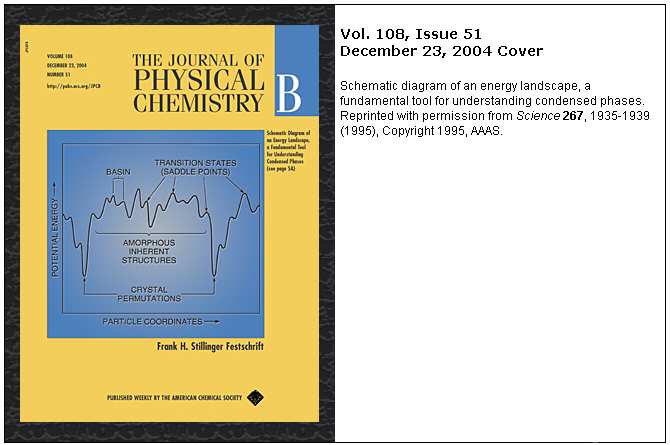 JPCBFK
VOLUME 108
DECEMBER 23, 2004
NUMBER 51
http://pubs.acs.org/JPCB
THE JOURNAL OF
PHYSICAL
CHEMISTRY
B
Schematic Diagram of
an Energy Landscape,
a Fundamental Tool
for Understanding
Condensed Phases
(see page 5A)
TRANSITION STATES
(SADDLE POINTS)
BASIN
POTENTIAL ENERGY
AMORPHOUS
INHERENT
STRUCTURES
CRYSTAL
PERMUTATIONS
PARTICLE COORDINATES
Frank H. Stillinger Festschrift
PUBLISHED WEEKLY BY THE AMERICAN CHEMICAL SOCIETY
Vol. 108, Issue 51
December 23, 2004 Cover
Schematic diagram of an energy landscape, a
fundamental tool for understanding condensed phases.
Reprinted with permission from Science 267, 1935-1939
(1995), Copyright 1995, AAAS.